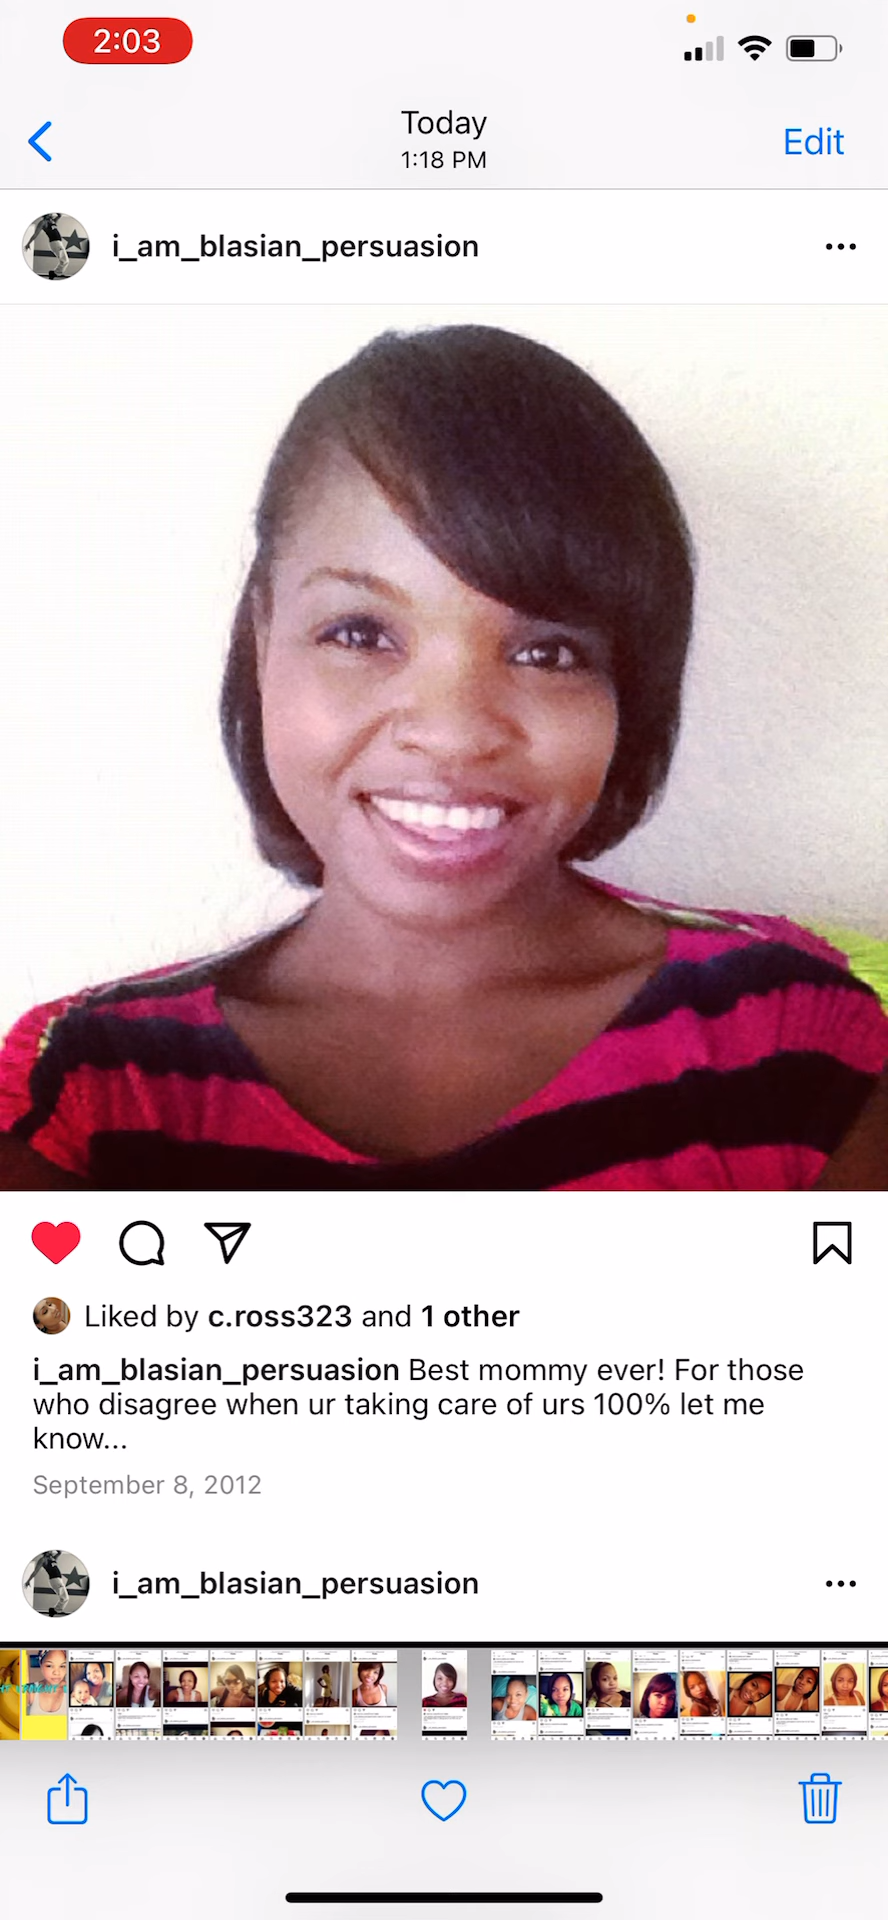 2:03
Today
1:18 PM
Edit
i_am_blasian_persuasion
Liked by c.ross323 and 1 other
i_am_blasian_persuasion Best mommy ever! For those
who disagree when ur taking care of urs 100% let me
know...
September 8, 2012
i_am_blasian_persuasion